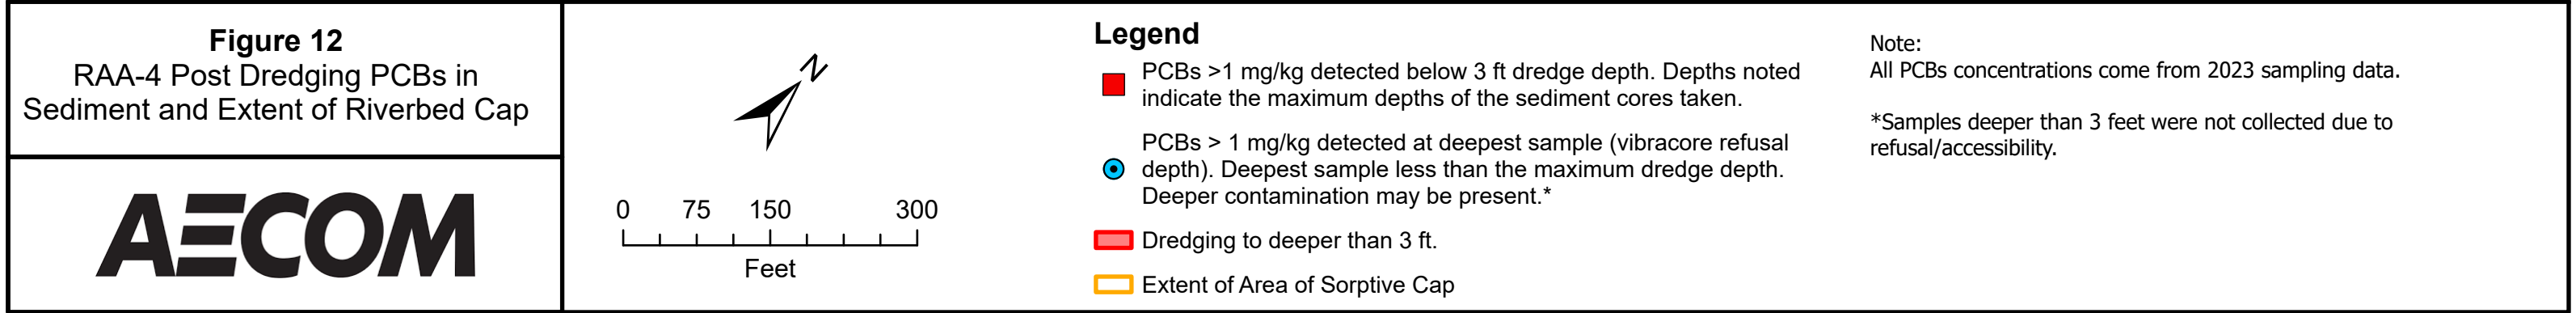 Figure 12
RAA-4 Post Dredging PCBs in
Sediment and Extent of Riverbed Cap
AECOM
N
0 75 150 300
Feet
Legend
PCBs >1 mg/kg detected below 3 ft dredge depth. Depths noted
indicate the maximum depths of the sediment cores taken.
PCBs > 1 mg/kg detected at deepest sample (vibracore refusal
depth). Deepest sample less than the maximum dredge depth.
Deeper contamination may be present.*
Dredging to deeper than 3 ft.
Extent of Area of Sorptive Cap
Note:
All PCBs concentrations come from 2023 sampling data.
*Samples deeper than 3 feet were not collected due to
refusal/accessibility.